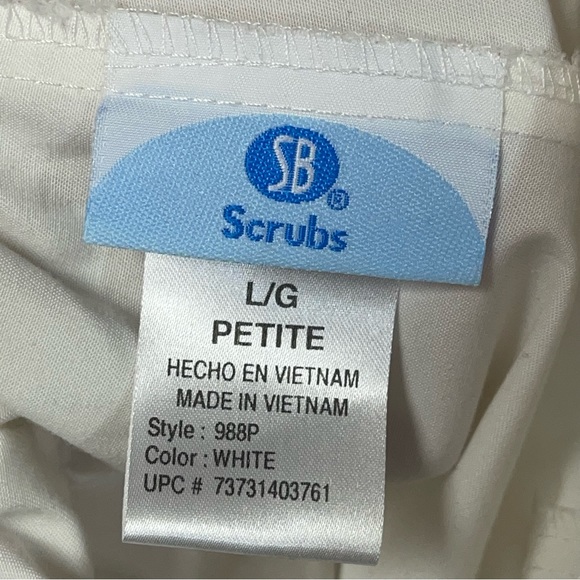 SB®
Scrubs
L/G
PETITE
HECHO EN VIETNAM
MADE IN VIETNAM
Style : 988P
Color : WHITE
UPC # 73731403761